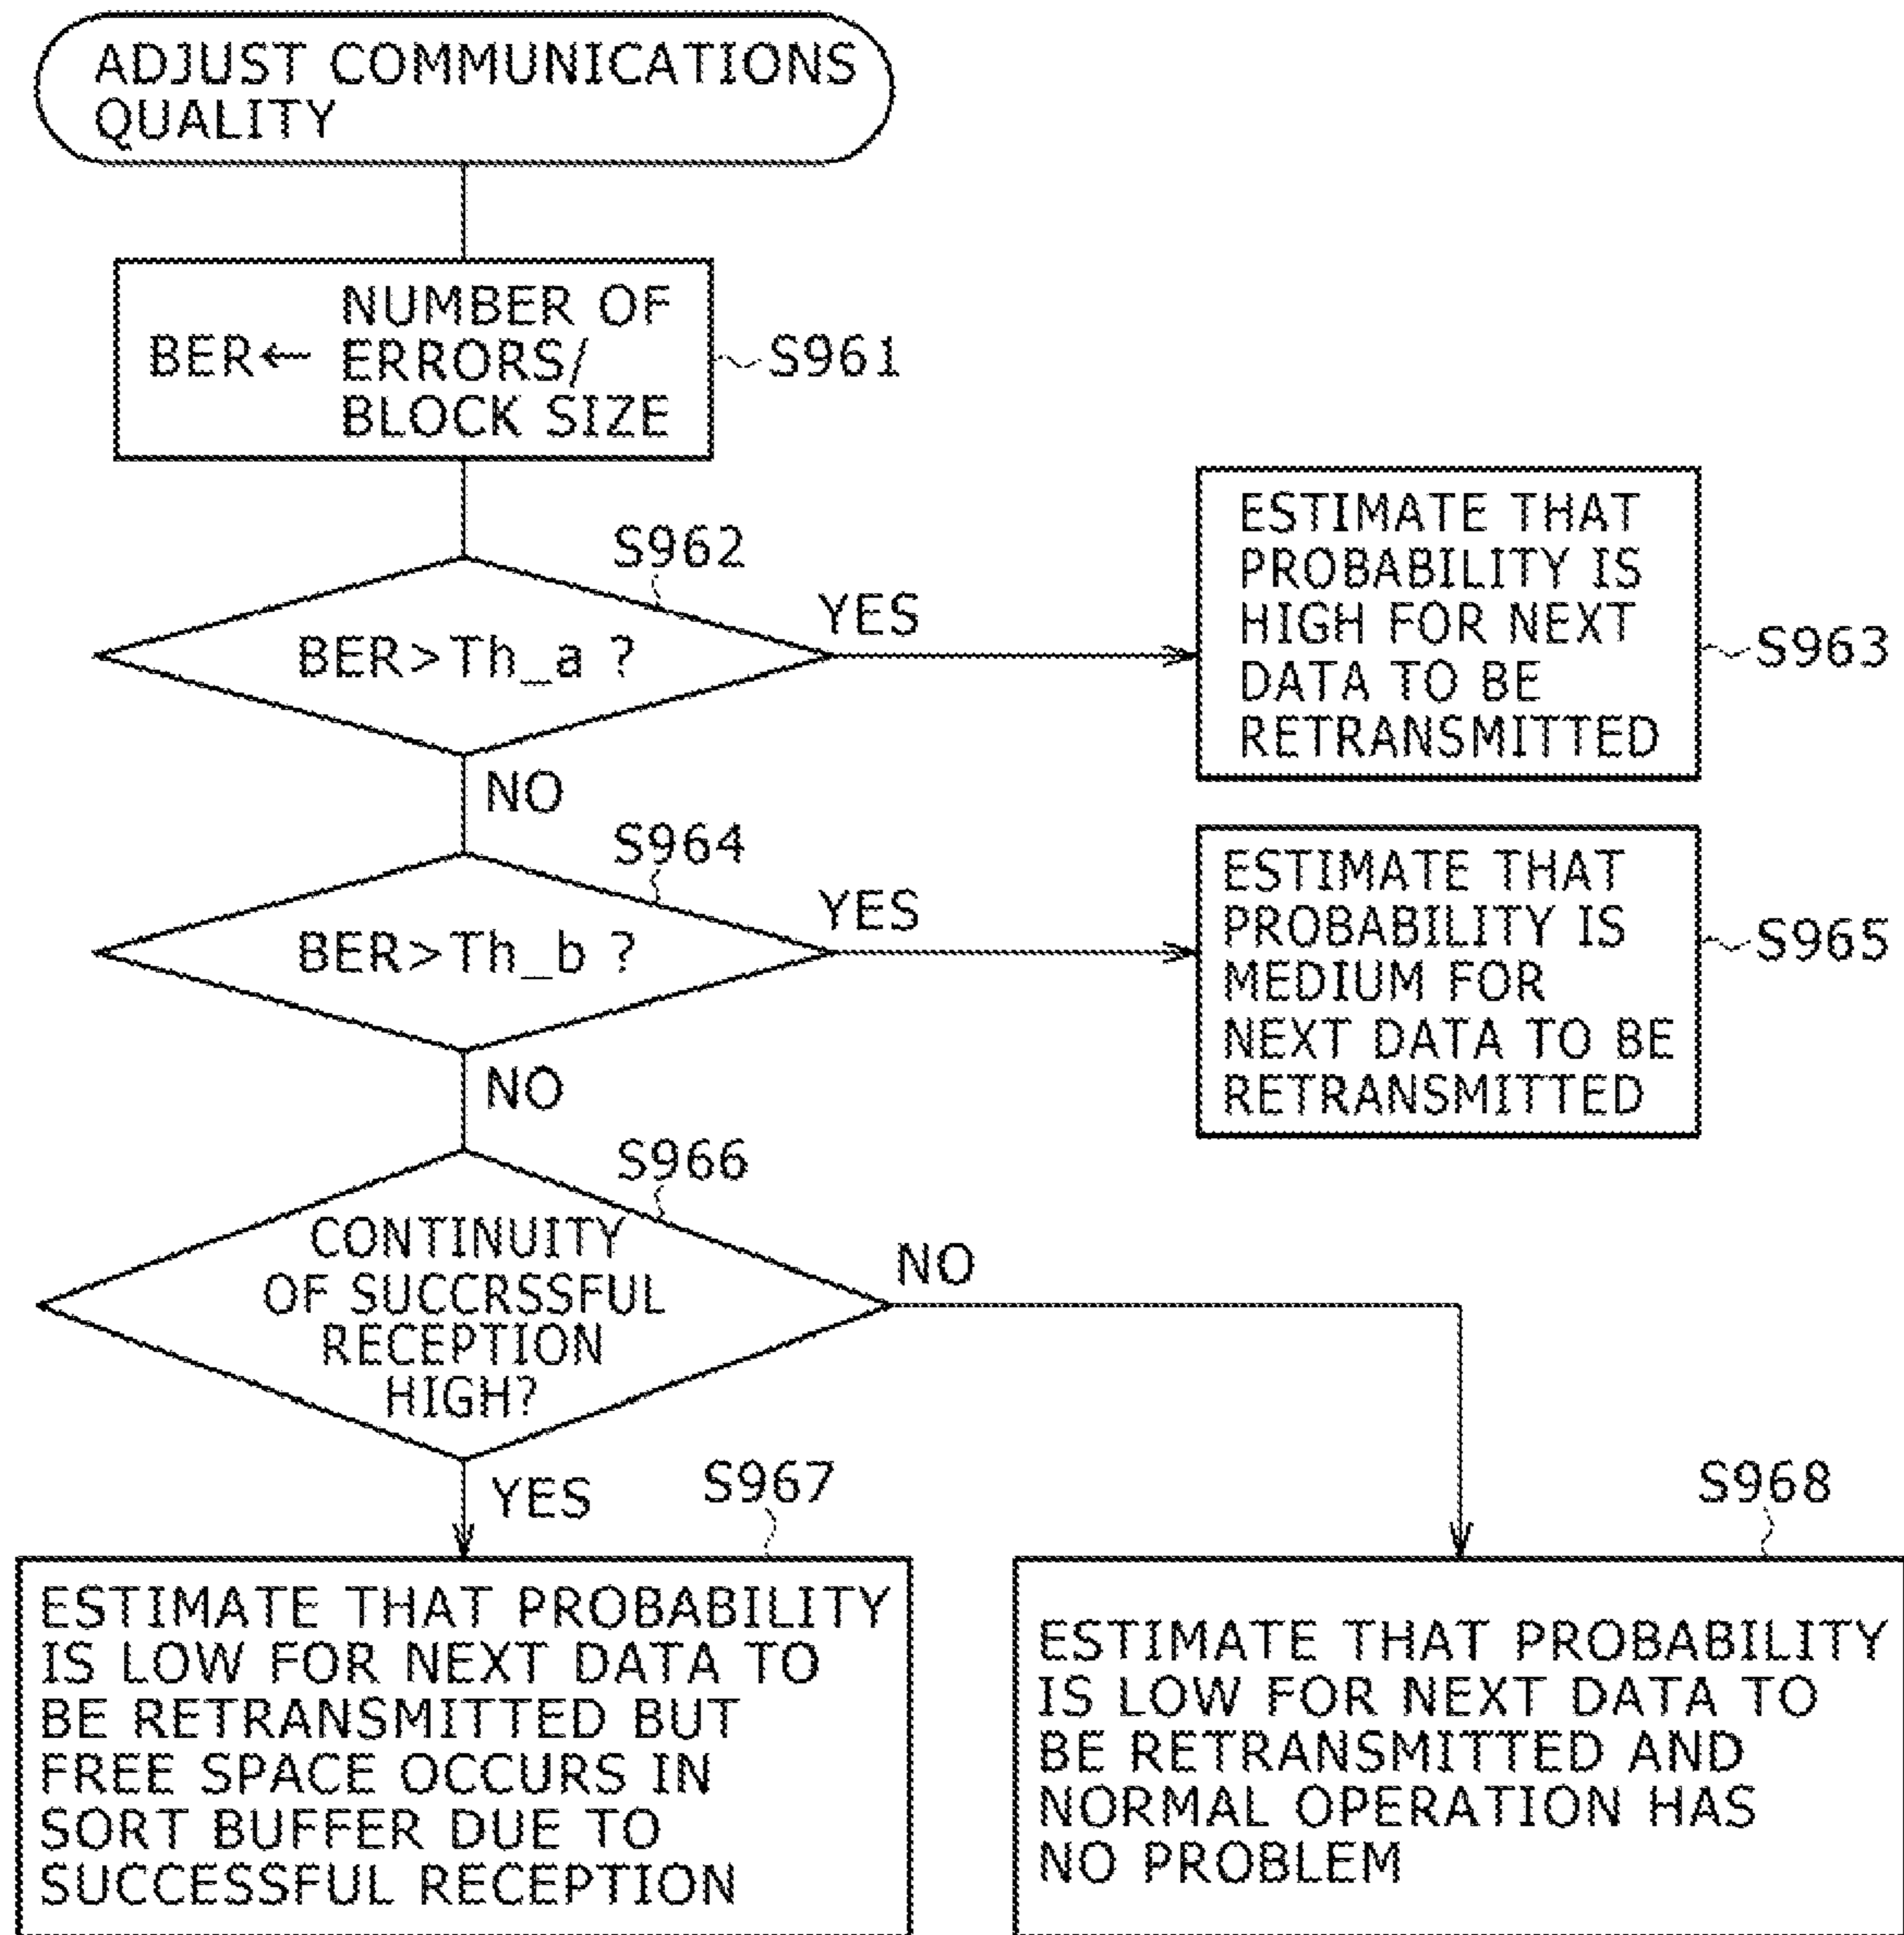 ADJUST COMMUNICATIONS
QUALITY
BER← NUMBER OF
ERRORS/
BLOCK SIZE
S961
S962
BER>Th_a ?
YES
ESTIMATE THAT
PROBABILITY IS
HIGH FOR NEXT
DATA TO BE
RETRANSMITTED
S963
NO
S964
BER>Th_b ?
YES
ESTIMATE THAT
PROBABILITY IS
MEDIUM FOR
NEXT DATA TO BE
RETRANSMITTED
S965
NO
S966
CONTINUITY
OF SUCCRSSFUL
RECEPTION
HIGH?
NO
YES
S967
ESTIMATE THAT PROBABILITY
IS LOW FOR NEXT DATA TO
BE RETRANSMITTED BUT
FREE SPACE OCCURS IN
SORT BUFFER DUE TO
SUCCESSFUL RECEPTION
S968
ESTIMATE THAT PROBABILITY
IS LOW FOR NEXT DATA TO
BE RETRANSMITTED AND
NORMAL OPERATION HAS
NO PROBLEM